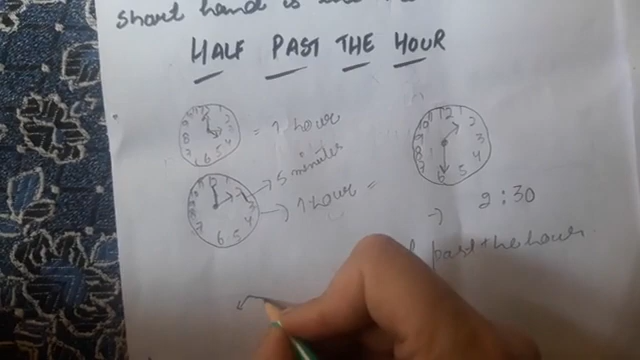 short hand is
HALF PAST THE HOUR
= 1 hour
5 minutes
1 hour =
→ 2:30
past the hour